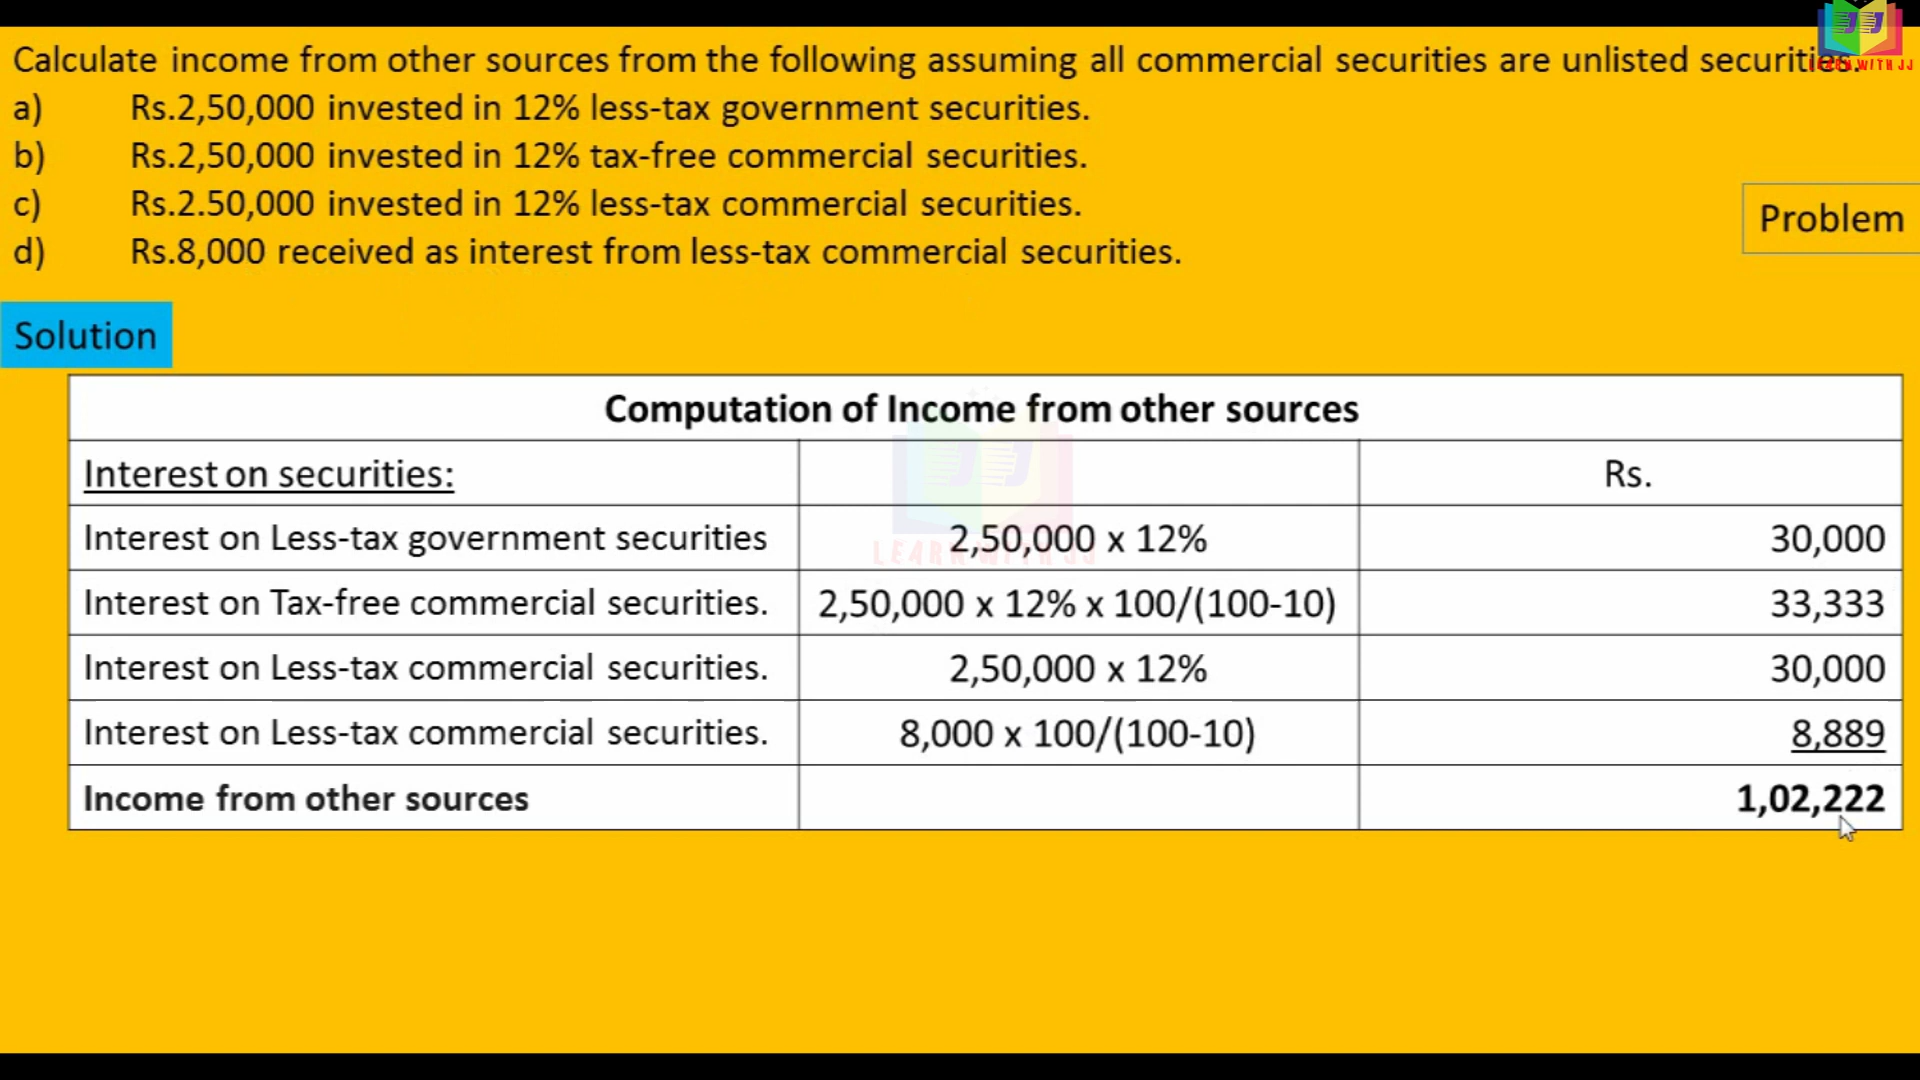 Calculate income from other sources from the following assuming all commercial securities are unlisted securities.
LEARN WITH JJ
a) Rs.2,50,000 invested in 12% less-tax government securities.
b) Rs.2,50,000 invested in 12% tax-free commercial securities.
c) Rs.2.50,000 invested in 12% less-tax commercial securities.
Problem
d) Rs.8,000 received as interest from less-tax commercial securities.
Solution
Computation of Income from other sources
Interest on securities: Rs.
Interest on Less-tax government securities 2,50,000 x 12% 30,000
LEARN WITH JJ
Interest on Tax-free commercial securities. 2,50,000 x 12% x 100/(100-10) 33,333
Interest on Less-tax commercial securities. 2,50,000 x 12% 30,000
Interest on Less-tax commercial securities. 8,000 x 100/(100-10) 8,889
Income from other sources 1,02,222